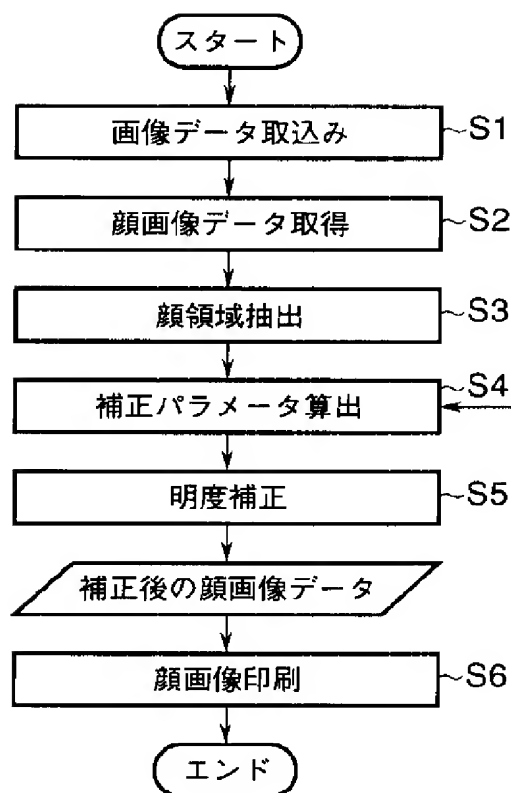 スタート
画像データ取込み ~S1
顔画像データ取得 ~S2
顔領域抽出 ~S3
補正パラメータ算出 ~S4
明度補正 ~S5
補正後の顔画像データ
顔画像印刷 ~S6
エンド